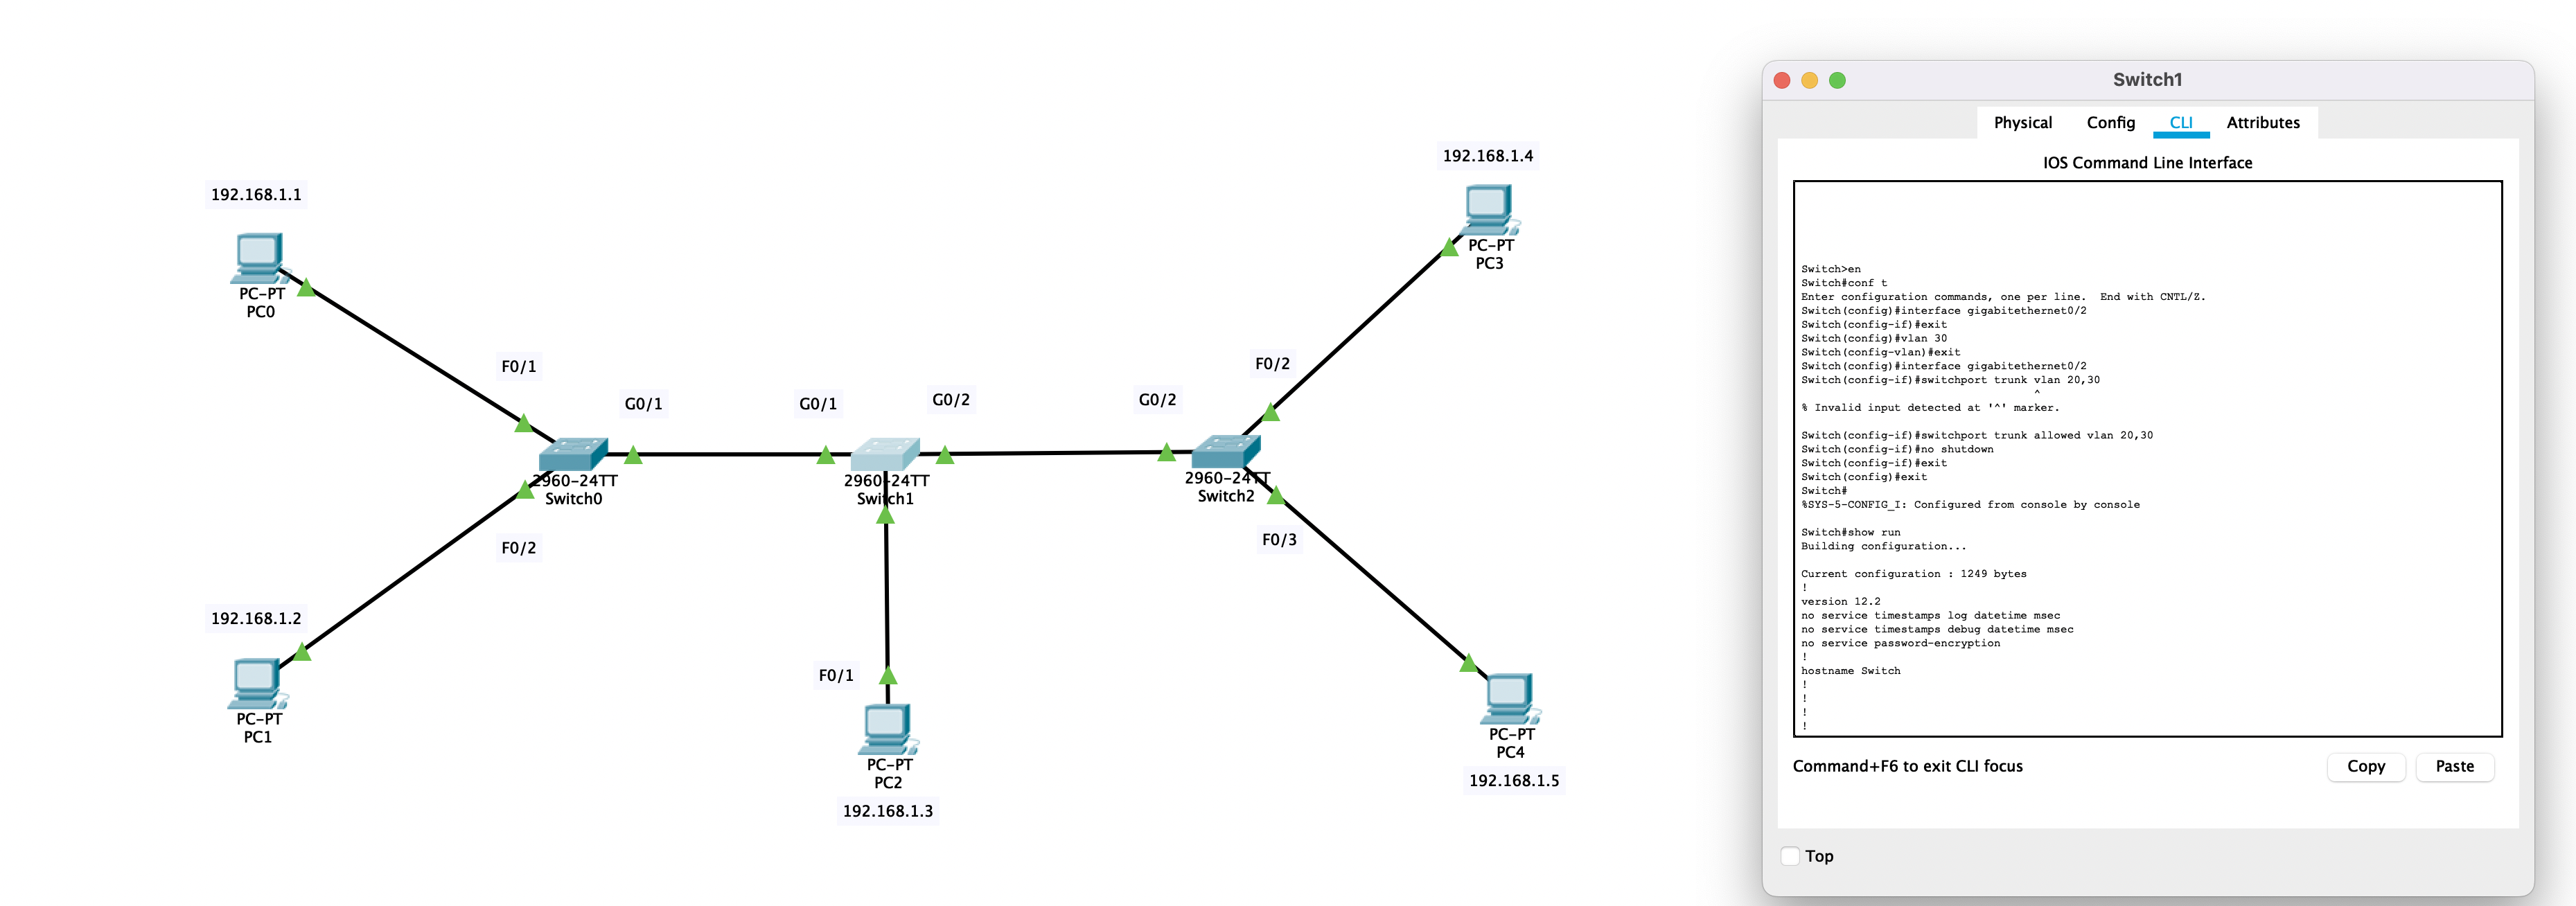 192.168.1.1
PC-PT
PC0
F0/1
G0/1
F0/2
192.168.1.2
PC-PT
PC1
2960-24TT
Switch0
G0/1
G0/2
2960-24TT
Switch1
F0/1
PC-PT
PC2
192.168.1.3
G0/2
F0/2
2960-24TT
Switch2
F0/3
192.168.1.4
PC-PT
PC3
PC-PT
PC4
192.168.1.5
Switch1
Physical Config CLI Attributes
IOS Command Line Interface
Switch>en
Switch#conf t
Enter configuration commands, one per line.  End with CNTL/Z.
Switch(config)#interface gigabitethernet0/2
Switch(config-if)#exit
Switch(config)#vlan 30
Switch(config-vlan)#exit
Switch(config)#interface gigabitethernet0/2
Switch(config-if)#switchport trunk vlan 20,30
^
% Invalid input detected at '^' marker.
Switch(config-if)#switchport trunk allowed vlan 20,30
Switch(config-if)#no shutdown
Switch(config-if)#exit
Switch(config)#exit
Switch#
%SYS-5-CONFIG_I: Configured from console by console
Switch#show run
Building configuration...
Current configuration : 1249 bytes
!
version 12.2
no service timestamps log datetime msec
no service timestamps debug datetime msec
no service password-encryption
!
hostname Switch
!
!
!
!
Command+F6 to exit CLI focus
Copy Paste
Top